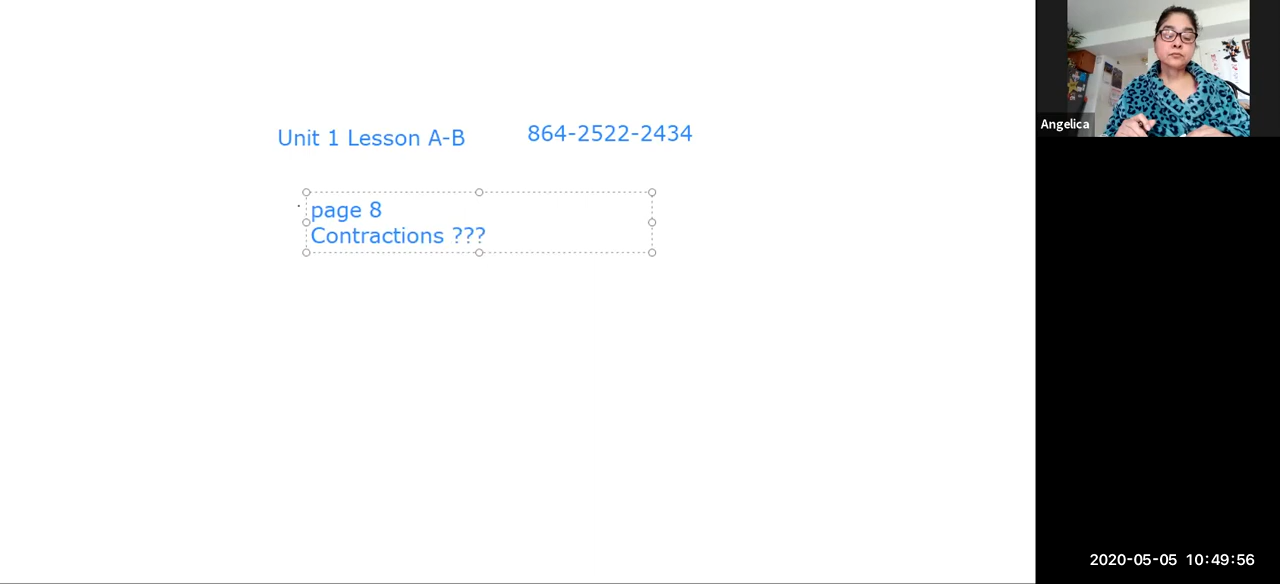 Unit 1 Lesson A-B
864-2522-2434
page 8
Contractions ???
Angelica
2020-05-05 10:49:56